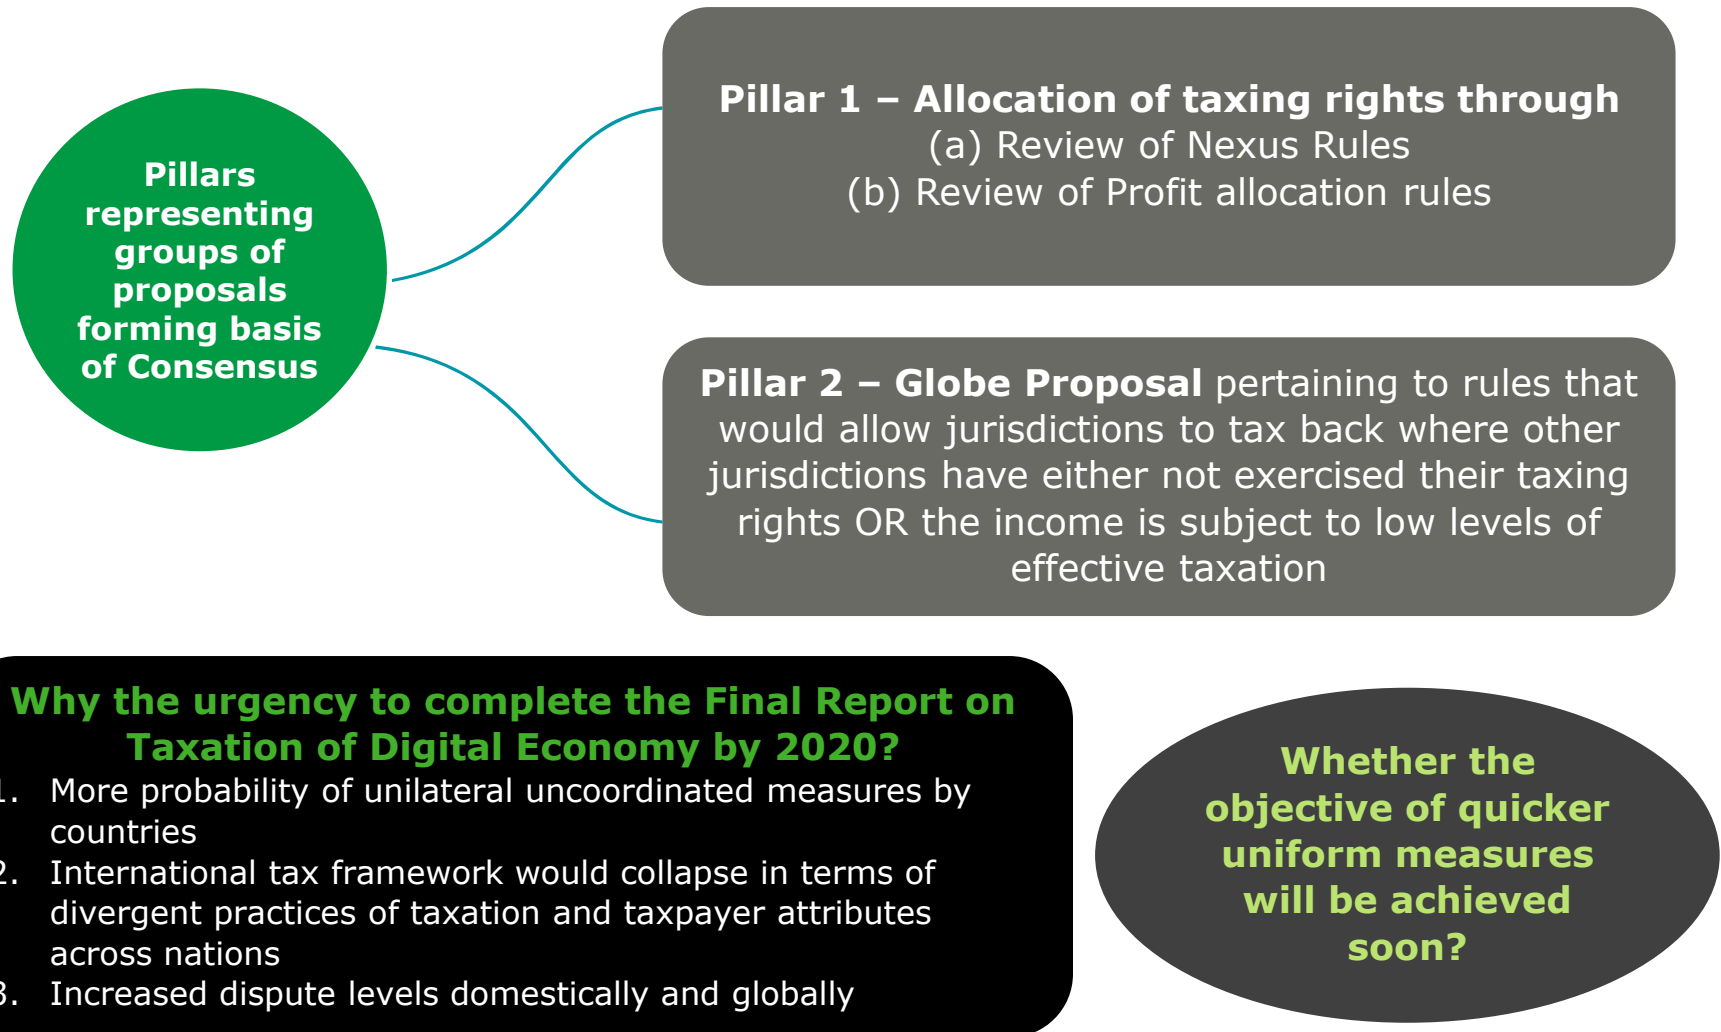 Pillars
representing
groups of
proposals
forming basis
of Consensus
Pillar 1 – Allocation of taxing rights through
(a) Review of Nexus Rules
(b) Review of Profit allocation rules
Pillar 2 – Globe Proposal pertaining to rules that
would allow jurisdictions to tax back where other
jurisdictions have either not exercised their taxing
rights OR the income is subject to low levels of
effective taxation
Why the urgency to complete the Final Report on
Taxation of Digital Economy by 2020?
1. More probability of unilateral uncoordinated measures by
countries
2. International tax framework would collapse in terms of
divergent practices of taxation and taxpayer attributes
across nations
3. Increased dispute levels domestically and globally
Whether the
objective of quicker
uniform measures
will be achieved
soon?